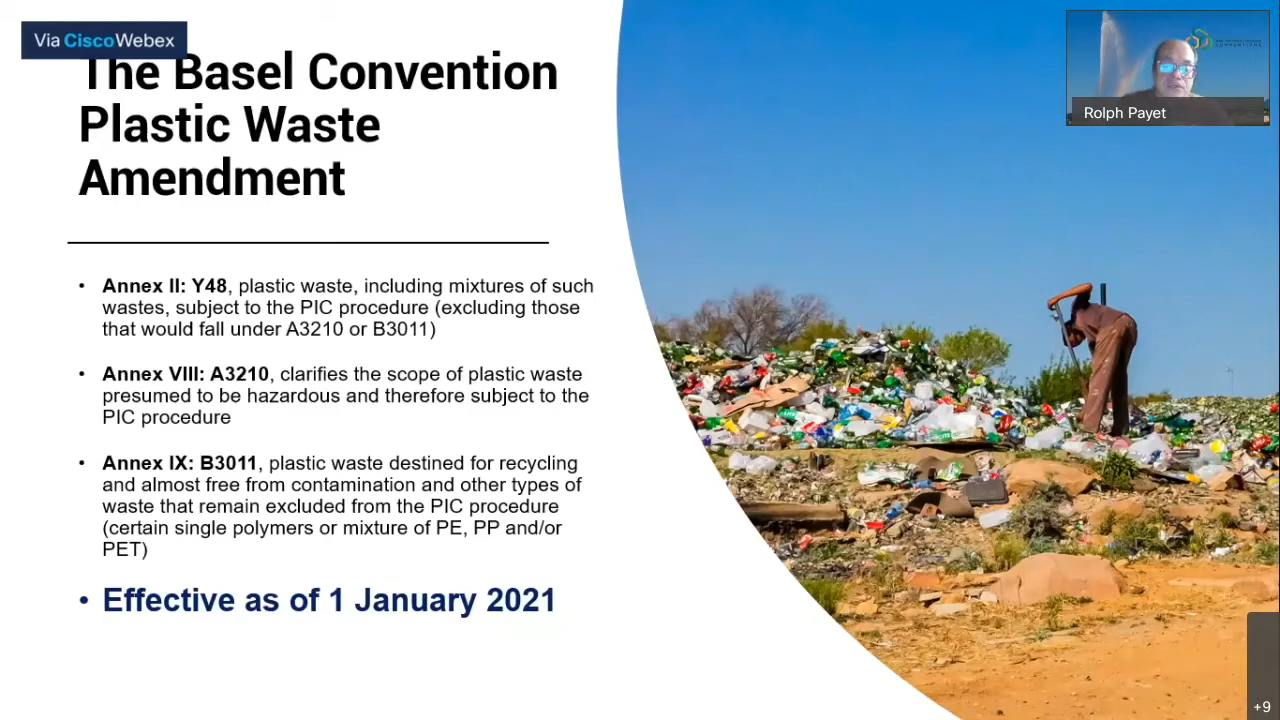 Via Cisco Webex
The Basel Convention
Plastic Waste
Amendment
• Annex II: Y48, plastic waste, including mixtures of such
wastes, subject to the PIC procedure (excluding those
that would fall under A3210 or B3011)
• Annex VIII: A3210, clarifies the scope of plastic waste
presumed to be hazardous and therefore subject to the
PIC procedure
• Annex IX: B3011, plastic waste destined for recycling
and almost free from contamination and other types of
waste that remain excluded from the PIC procedure
(certain single polymers or mixture of PE, PP and/or
PET)
• Effective as of 1 January 2021
Rolph Payet
+9